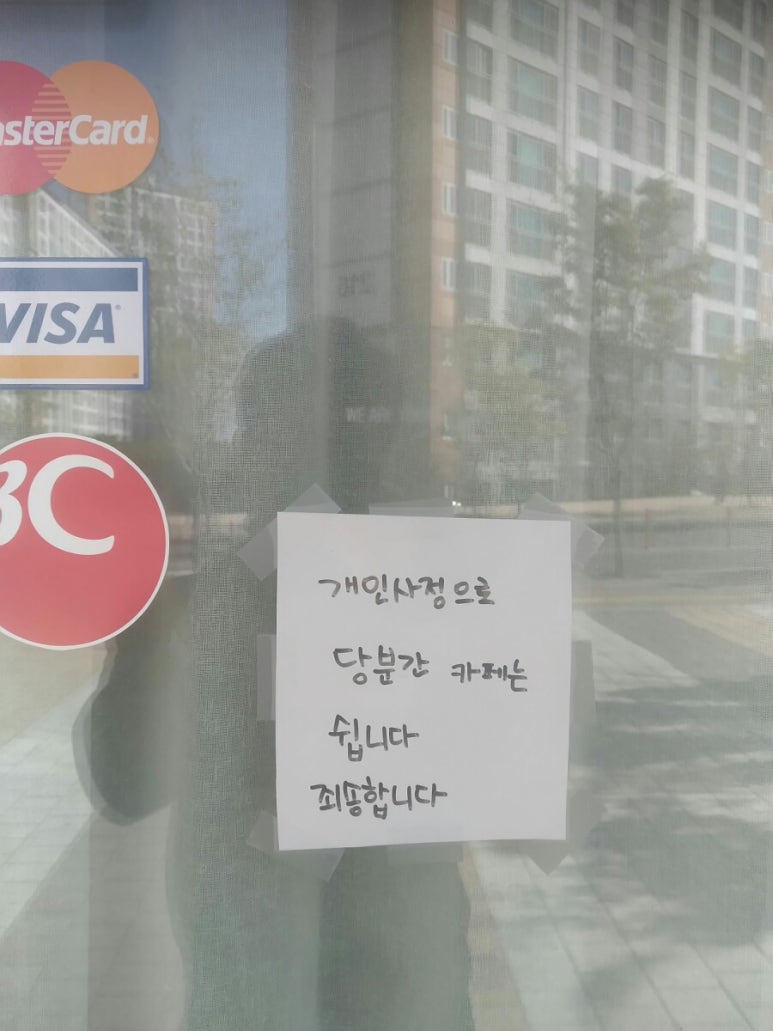 MasterCard
VISA
BC
개인사정으로
당분간 카페는
쉽니다
죄송합니다